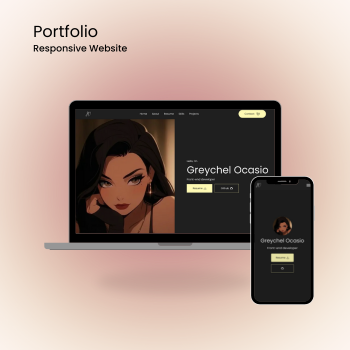 Portfolio
Responsive Website
Home About Resume Skills Projects
Contact
Hello, I'm
Greychel Ocasio
Front-end developer
Resume
Greychel Ocasio
Front-end developer
Resume